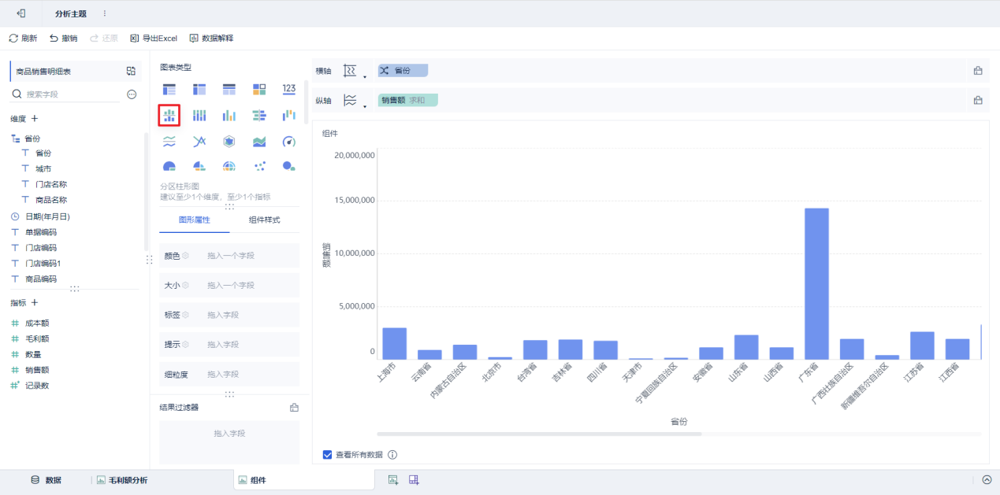 分析主题
刷新 撤销 还原 导出Excel 数据解释
商品销售明细表
搜索字段
维度
省份
省份
城市
门店名称
商品名称
日期(年月日)
单据编码
门店编码
门店编码1
商品编码
指标
成本额
毛利额
数量
销售额
记录数
图表类型
123
分区柱形图
建议至少1个维度，至少1个指标
图形属性 组件样式
颜色 拖入一个字段
大小 拖入一个字段
标签 拖入字段
提示 拖入字段
细粒度 拖入字段
结果过滤器
拖入字段
横轴 省份
纵轴 销售额 求和
组件
20,000,000
15,000,000
10,000,000
5,000,000
0
销售额
上海市 云南省 内蒙古自治区 北京市 台湾省 吉林省 四川省 天津市 宁夏回族自治区 安徽省 山东省 山西省 广东省 广西壮族自治区 新疆维吾尔自治区 江苏省 江西省
省份
查看所有数据
数据 毛利额分析 组件